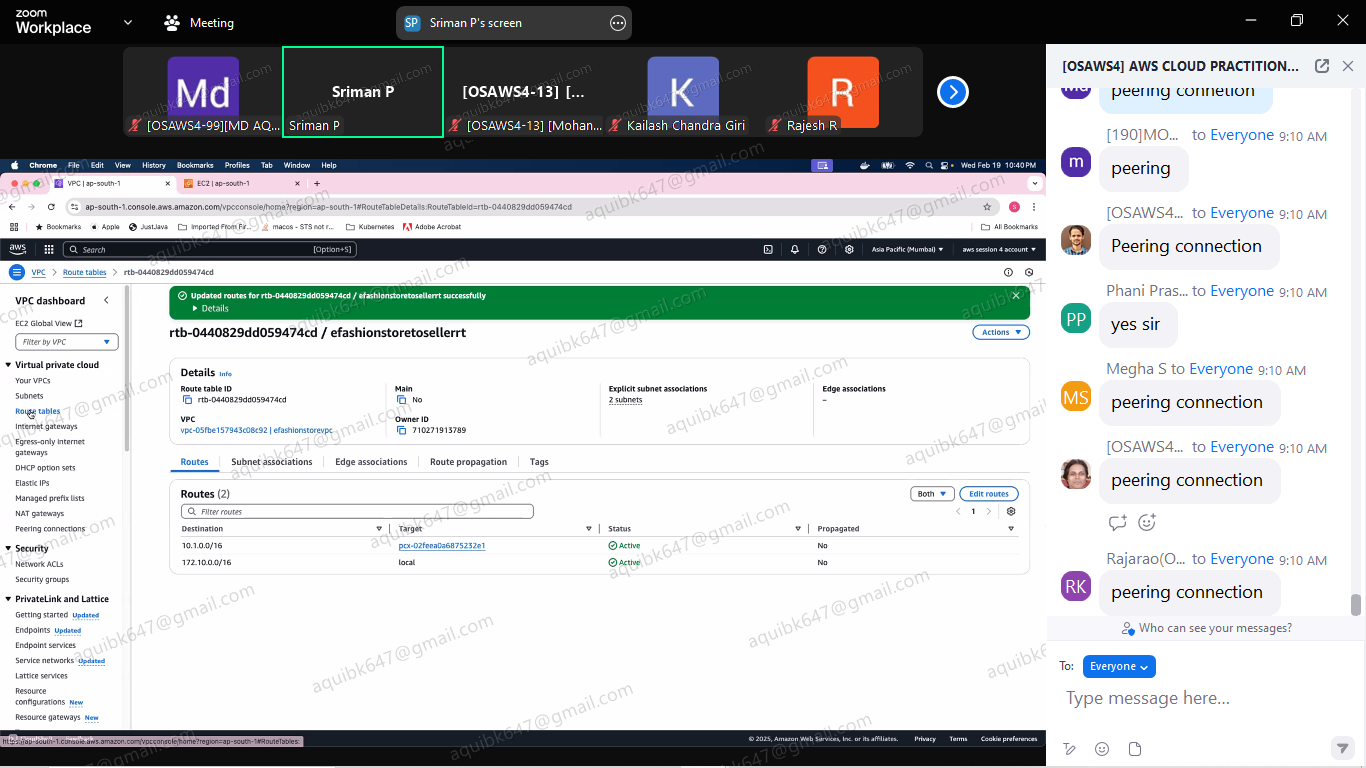 zoom
Workplace
Meeting
SP
Sriman P's screen
Md
Sriman P
[OSAWS4-13] [...
K
R
[OSAWS4-99][MD AQ...
Sriman P
[OSAWS4-13] [Mohan...
Kailash Chandra Giri
Rajesh R
Chrome File Edit View History Bookmarks Profiles Tab Window Help
Wed Feb 19 10:40 PM
VPC | ap-south-1
EC2 | ap-south-1
ap-south-1.console.aws.amazon.com/vpcconsole/home?region=ap-south-1#RouteTableDetails:RouteTableId=rtb-0440829dd059474cd
S
Bookmarks
Apple
JustJava
Imported From Fir...
macos - STS not r...
Kubernetes
Adobe Acrobat
All Bookmarks
aws
Search
[Option+S]
Asia Pacific (Mumbai)
aws session 4 account
VPC
Route tables
rtb-0440829dd059474cd
VPC dashboard
EC2 Global View
Filter by VPC
Virtual private cloud
Your VPCs
Subnets
Route tables
Internet gateways
Egress-only internet
gateways
DHCP option sets
Elastic IPs
Managed prefix lists
NAT gateways
Peering connections
Security
Network ACLs
Security groups
PrivateLink and Lattice
Getting started Updated
Endpoints Updated
Endpoint services
Service networks Updated
Lattice services
Resource
configurations New
Resource gateways New
https://ap-south-1.console.aws.amazon.com/vpcconsole/home?region=ap-south-1#RouteTables:
Updated routes for rtb-0440829dd059474cd / efashionstoretosellerrt successfully
Details
rtb-0440829dd059474cd / efashionstoretosellerrt
Actions
Details Info
Route table ID
rtb-0440829dd059474cd
Main
No
Explicit subnet associations
2 subnets
Edge associations
–
VPC
vpc-05fbe157943c08c92 | efashionstorevpc
Owner ID
710271913789
Routes
Subnet associations
Edge associations
Route propagation
Tags
Routes (2)
Both
Edit routes
Filter routes
1
Destination
Target
Status
Propagated
10.1.0.0/16
pcx-02feea0a6875232e1
Active
No
172.10.0.0/16
local
Active
No
© 2025, Amazon Web Services, Inc. or its affiliates.
Privacy
Terms
Cookie preferences
[OSAWS4] AWS CLOUD PRACTITION...
peering connetion
[190]MO... to Everyone 9:10 AM
m
peering
[OSAWS4... to Everyone 9:10 AM
Peering connection
Phani Pras... to Everyone 9:10 AM
PP
yes sir
Megha S to Everyone 9:10 AM
MS
peering connection
[OSAWS4... to Everyone 9:10 AM
peering connection
Rajarao(O... to Everyone 9:10 AM
RK
peering connection
Who can see your messages?
To: Everyone
Type message here...
aquibk647@gmail.com